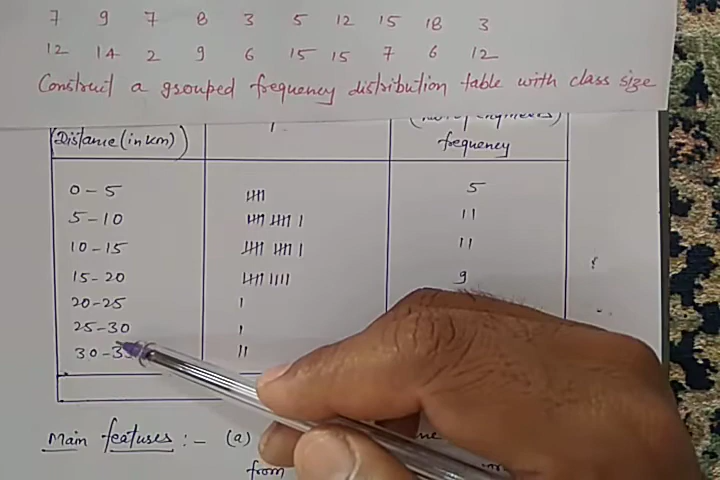 7 9 7 8 3 5 12 15 18 3
12 14 2 9 6 15 15 7 6 12
Construct a grouped frequency distribution table with class size
Distance (in km) frequency
0-5 5
5-10 11
10-15 11
15-20 9
20-25
25-30
30-35
Main features :- (a)
from